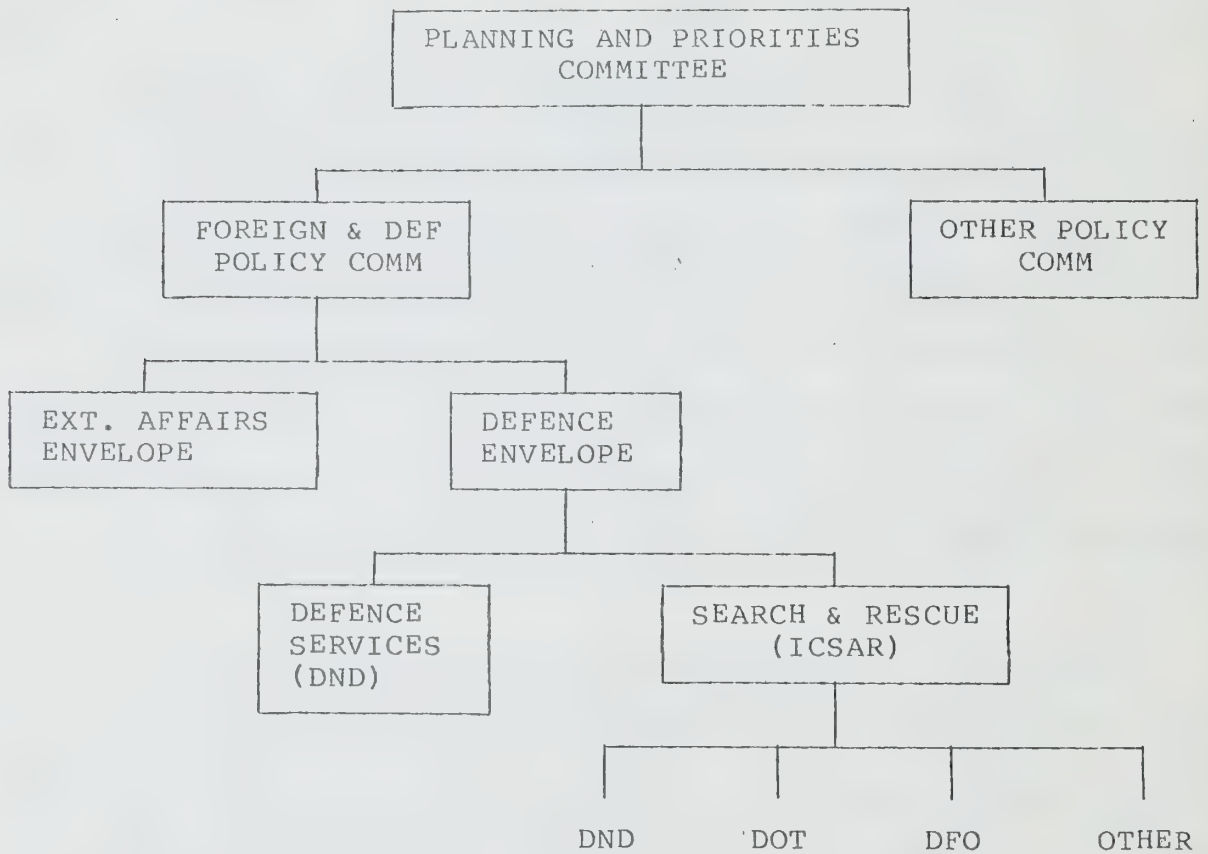 PLANNING AND PRIORITIES
COMMITTEE
FOREIGN & DEF
POLICY COMM
OTHER POLICY
COMM
EXT. AFFAIRS
ENVELOPE
DEFENCE
ENVELOPE
DEFENCE
SERVICES
(DND)
SEARCH & RESCUE
(ICSAR)
DND DOT DFO OTHER